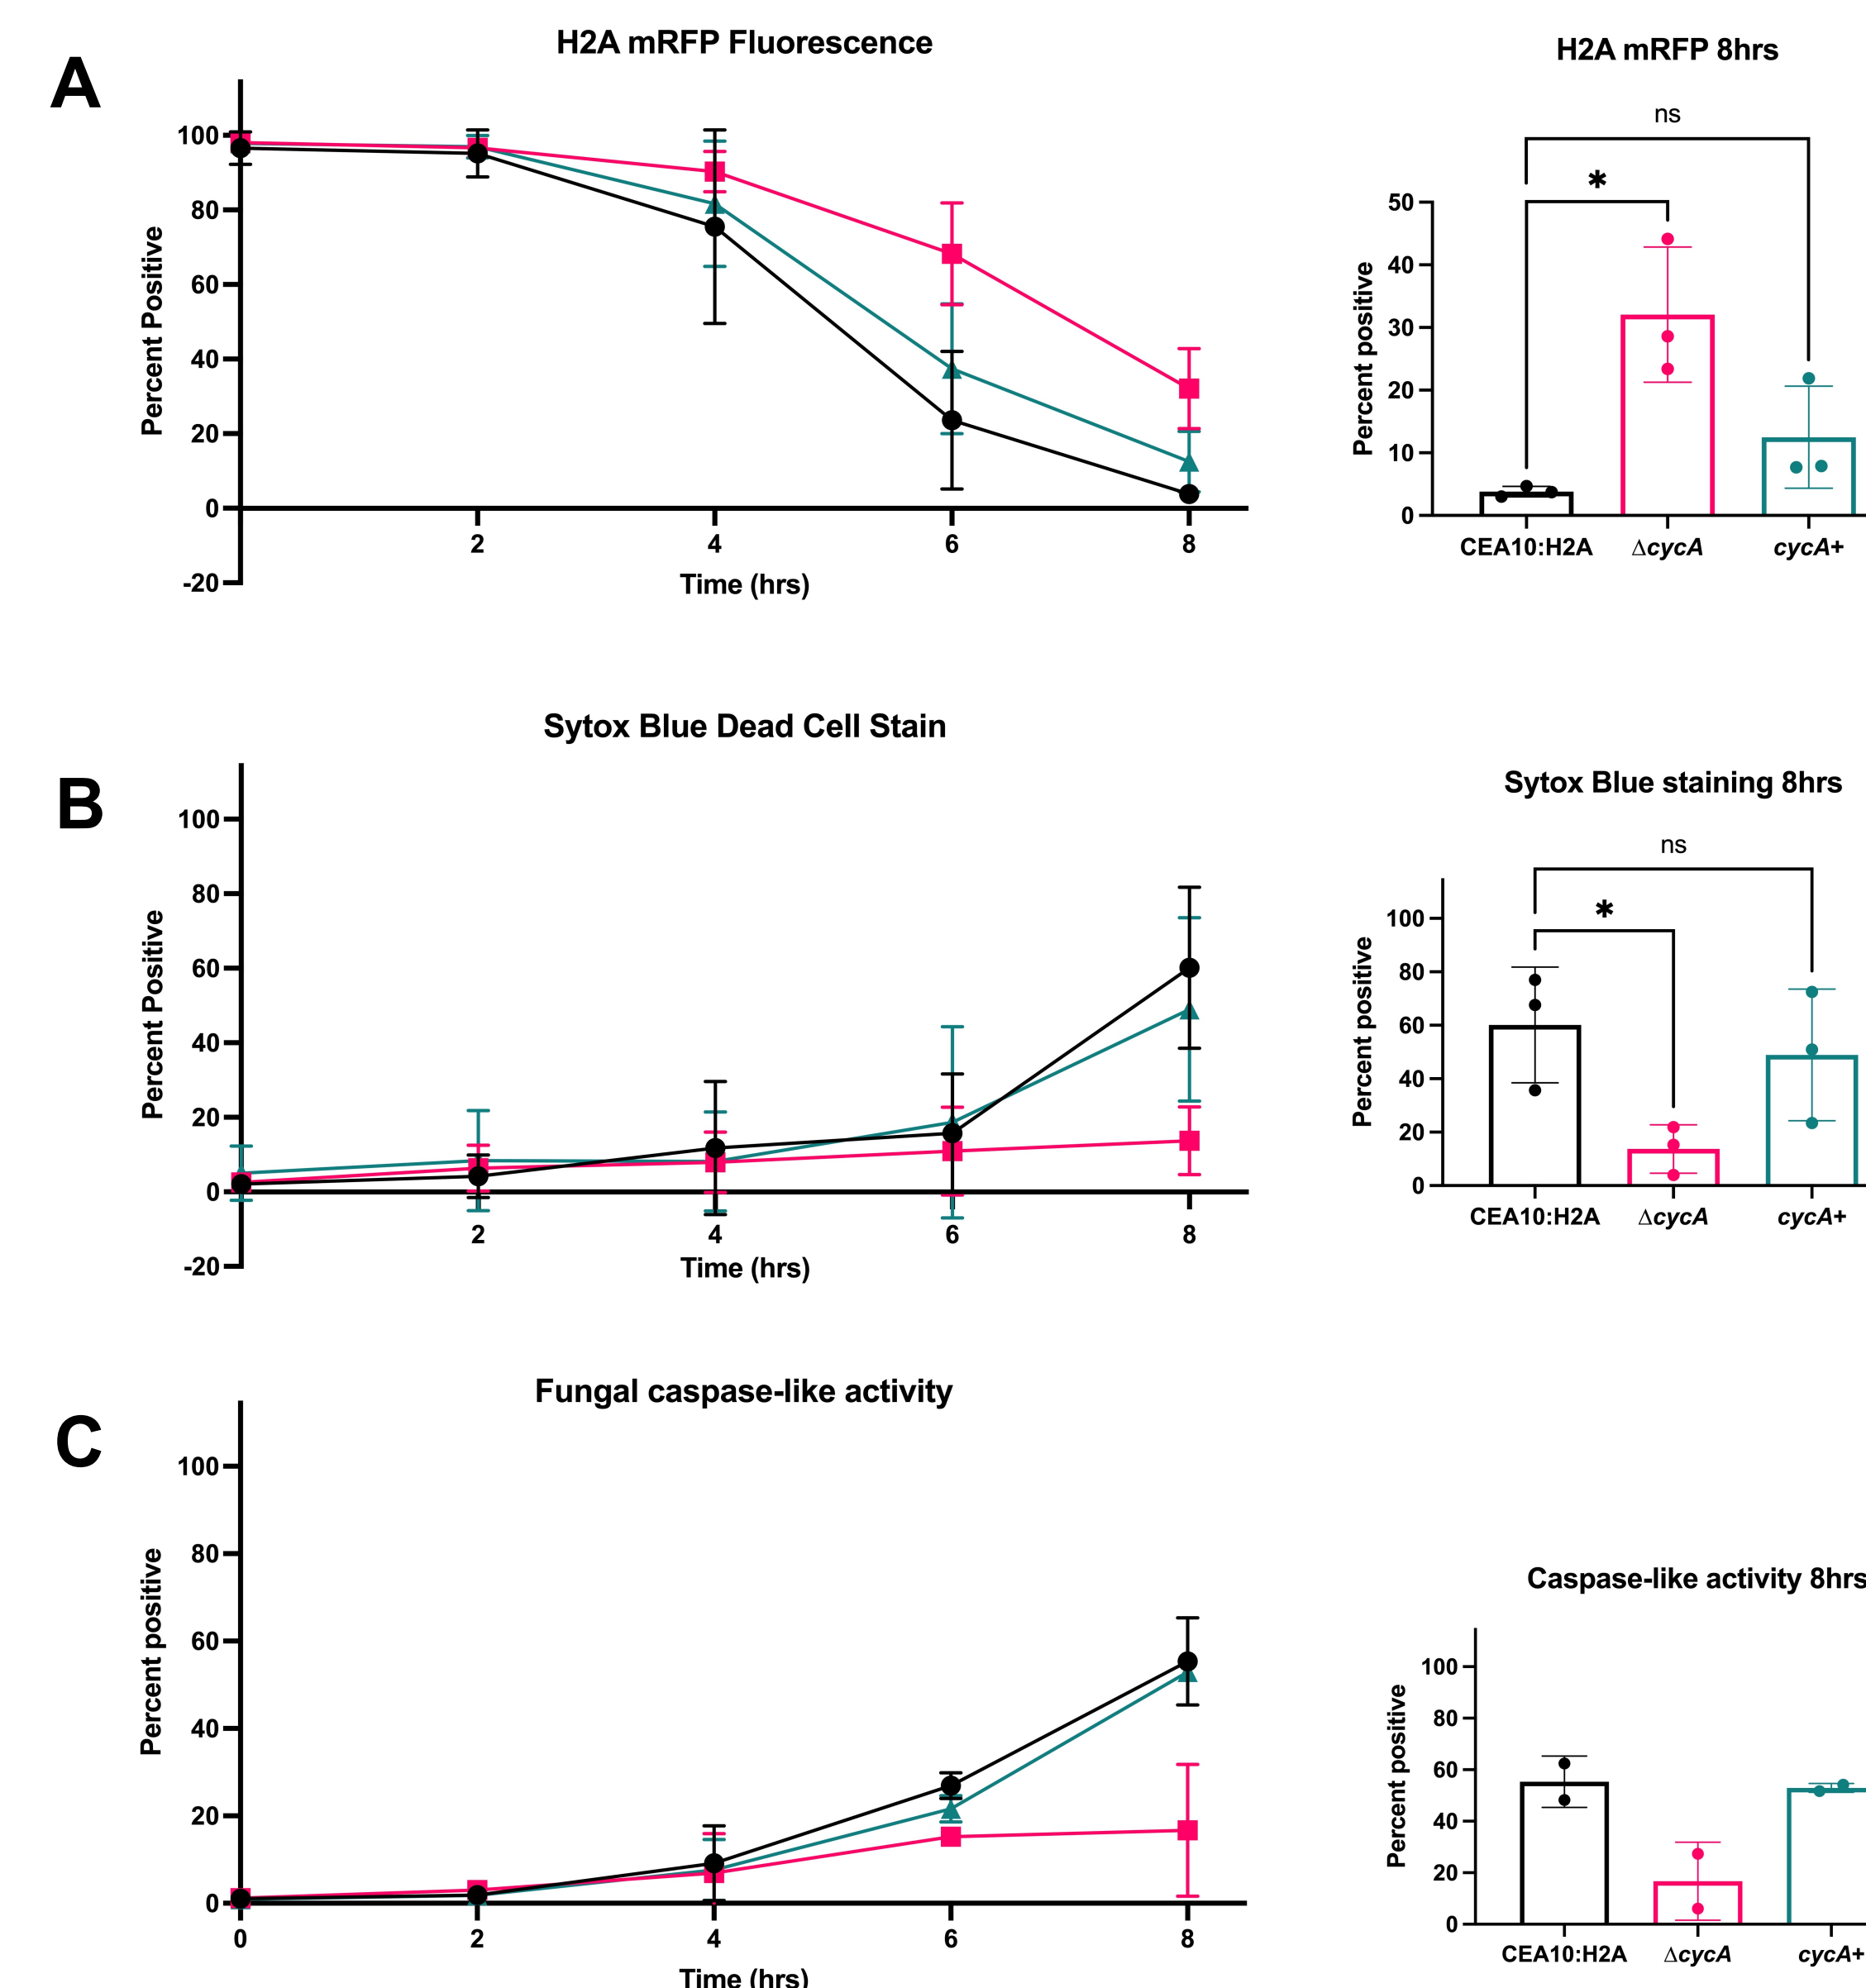 A
H2A mRFP Fluorescence
Percent Positive
100
80
60
40
20
0
-20
2 4 6 8
Time (hrs)
H2A mRFP 8hrs
ns
*
Percent positive
50
40
30
20
10
0
CEA10:H2A ΔcycA cycA+
B
Sytox Blue Dead Cell Stain
Percent Positive
100
80
60
40
20
0
-20
2 4 6 8
Time (hrs)
Sytox Blue staining 8hrs
ns
*
Percent positive
100
80
60
40
20
0
CEA10:H2A ΔcycA cycA+
C
Fungal caspase-like activity
Percent positive
100
80
60
40
20
0
0 2 4 6 8
Time (hrs)
Caspase-like activity 8hrs
Percent positive
100
80
60
40
20
0
CEA10:H2A ΔcycA cycA+